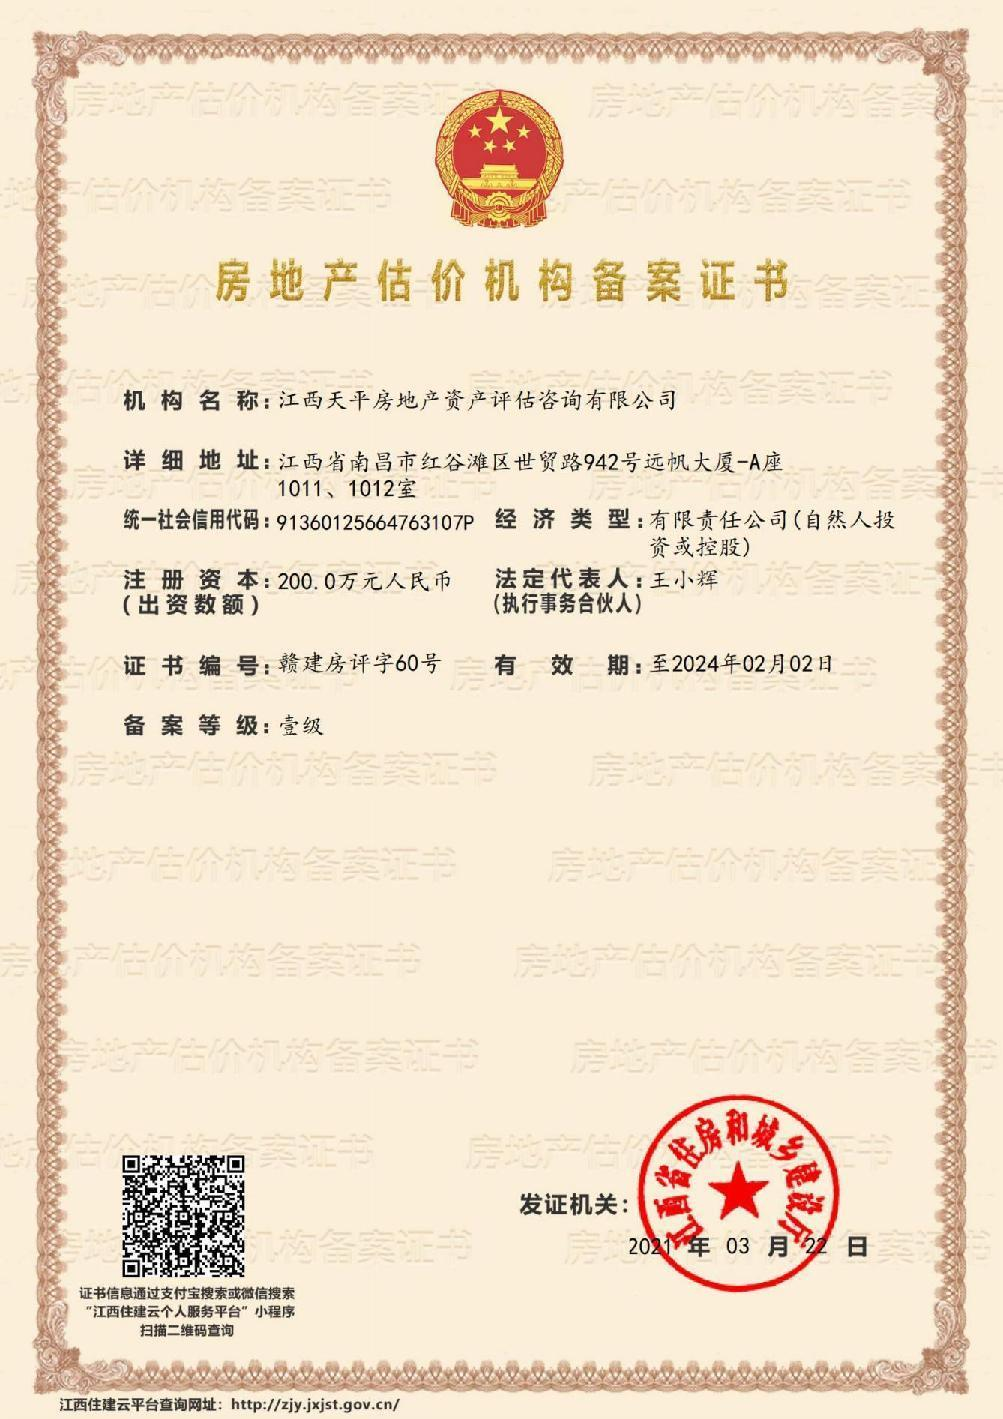 房地产估价机构备案证书
机构名称：江西天平房地产资产评估咨询有限公司
详细地址：江西省南昌市红谷滩区世贸路942号远帆大厦-A座
1011、1012室
统一社会信用代码：91360125664763107P 经济类型：有限责任公司(自然人投
资或控股)
注册资本：200.0万元人民币 法定代表人：王小辉
(出资数额) (执行事务合伙人)
证书编号：赣建房评字60号 有效期：至2024年02月02日
备案等级：壹级
江西省住房和城乡建设厅
发证机关：
2021 年 03 月 22 日
证书信息通过支付宝搜索或微信搜索
“江西住建云个人服务平台”小程序
扫描二维码查询
江西住建云平台查询网址：http://zjy.jxjst.gov.cn/